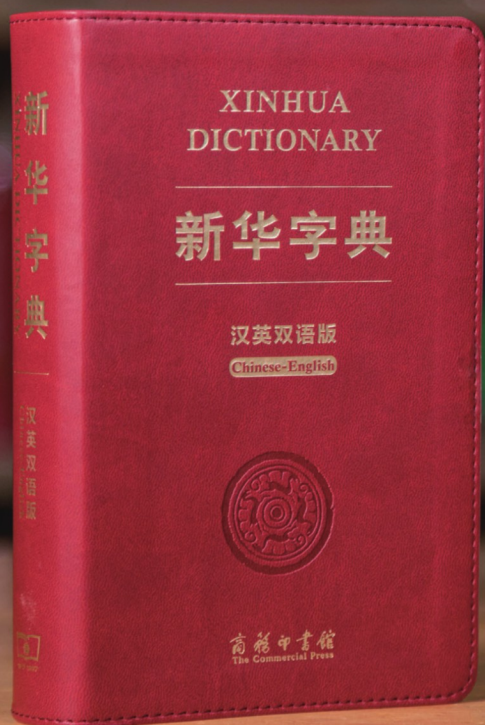 XINHUA
DICTIONARY
新华字典
汉英双语版
Chinese-English
商務印書館
The Commercial Press
新华字典
汉英双语版